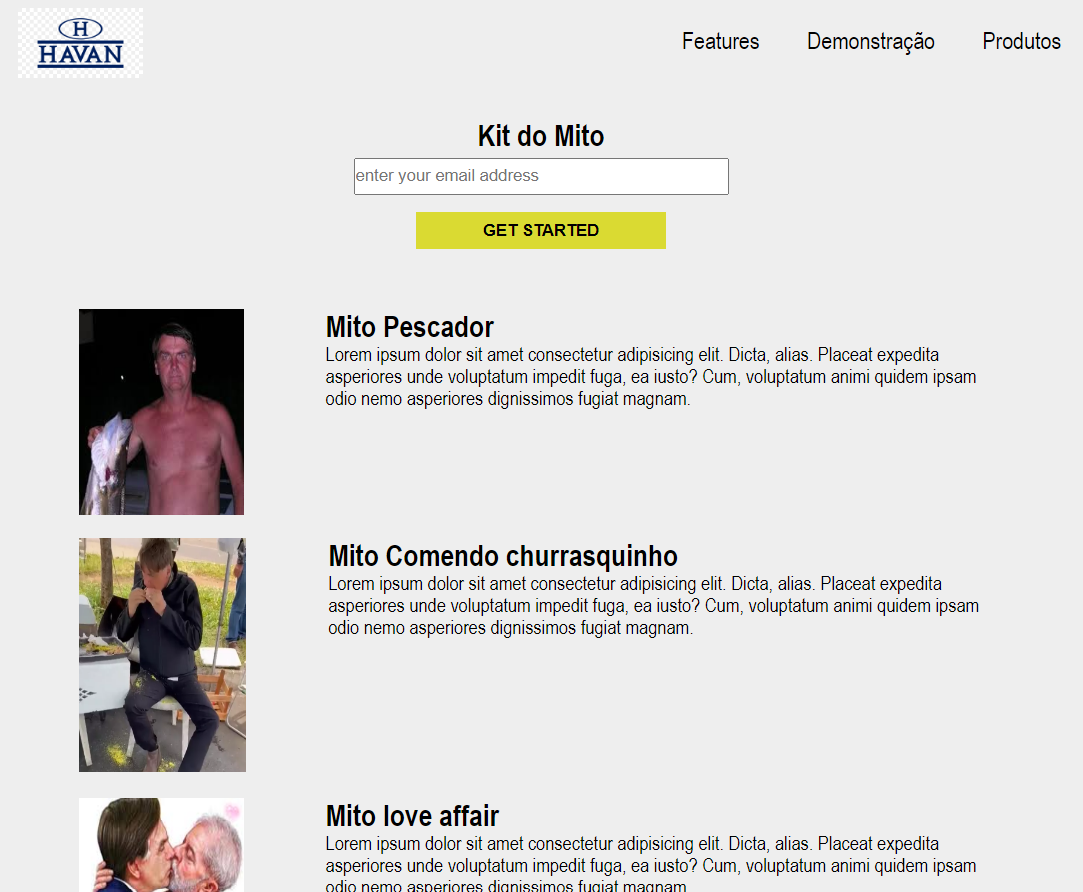 H
HAVAN
Features Demonstração Produtos
Kit do Mito
enter your email address
GET STARTED
Mito Pescador
Lorem ipsum dolor sit amet consectetur adipisicing elit. Dicta, alias. Placeat expedita
asperiores unde voluptatum impedit fuga, ea iusto? Cum, voluptatum animi quidem ipsam
odio nemo asperiores dignissimos fugiat magnam.
Mito Comendo churrasquinho
Lorem ipsum dolor sit amet consectetur adipisicing elit. Dicta, alias. Placeat expedita
asperiores unde voluptatum impedit fuga, ea iusto? Cum, voluptatum animi quidem ipsam
odio nemo asperiores dignissimos fugiat magnam.
Mito love affair
Lorem ipsum dolor sit amet consectetur adipisicing elit. Dicta, alias. Placeat expedita
asperiores unde voluptatum impedit fuga, ea iusto? Cum, voluptatum animi quidem ipsam
odio nemo asperiores dignissimos fugiat magnam.